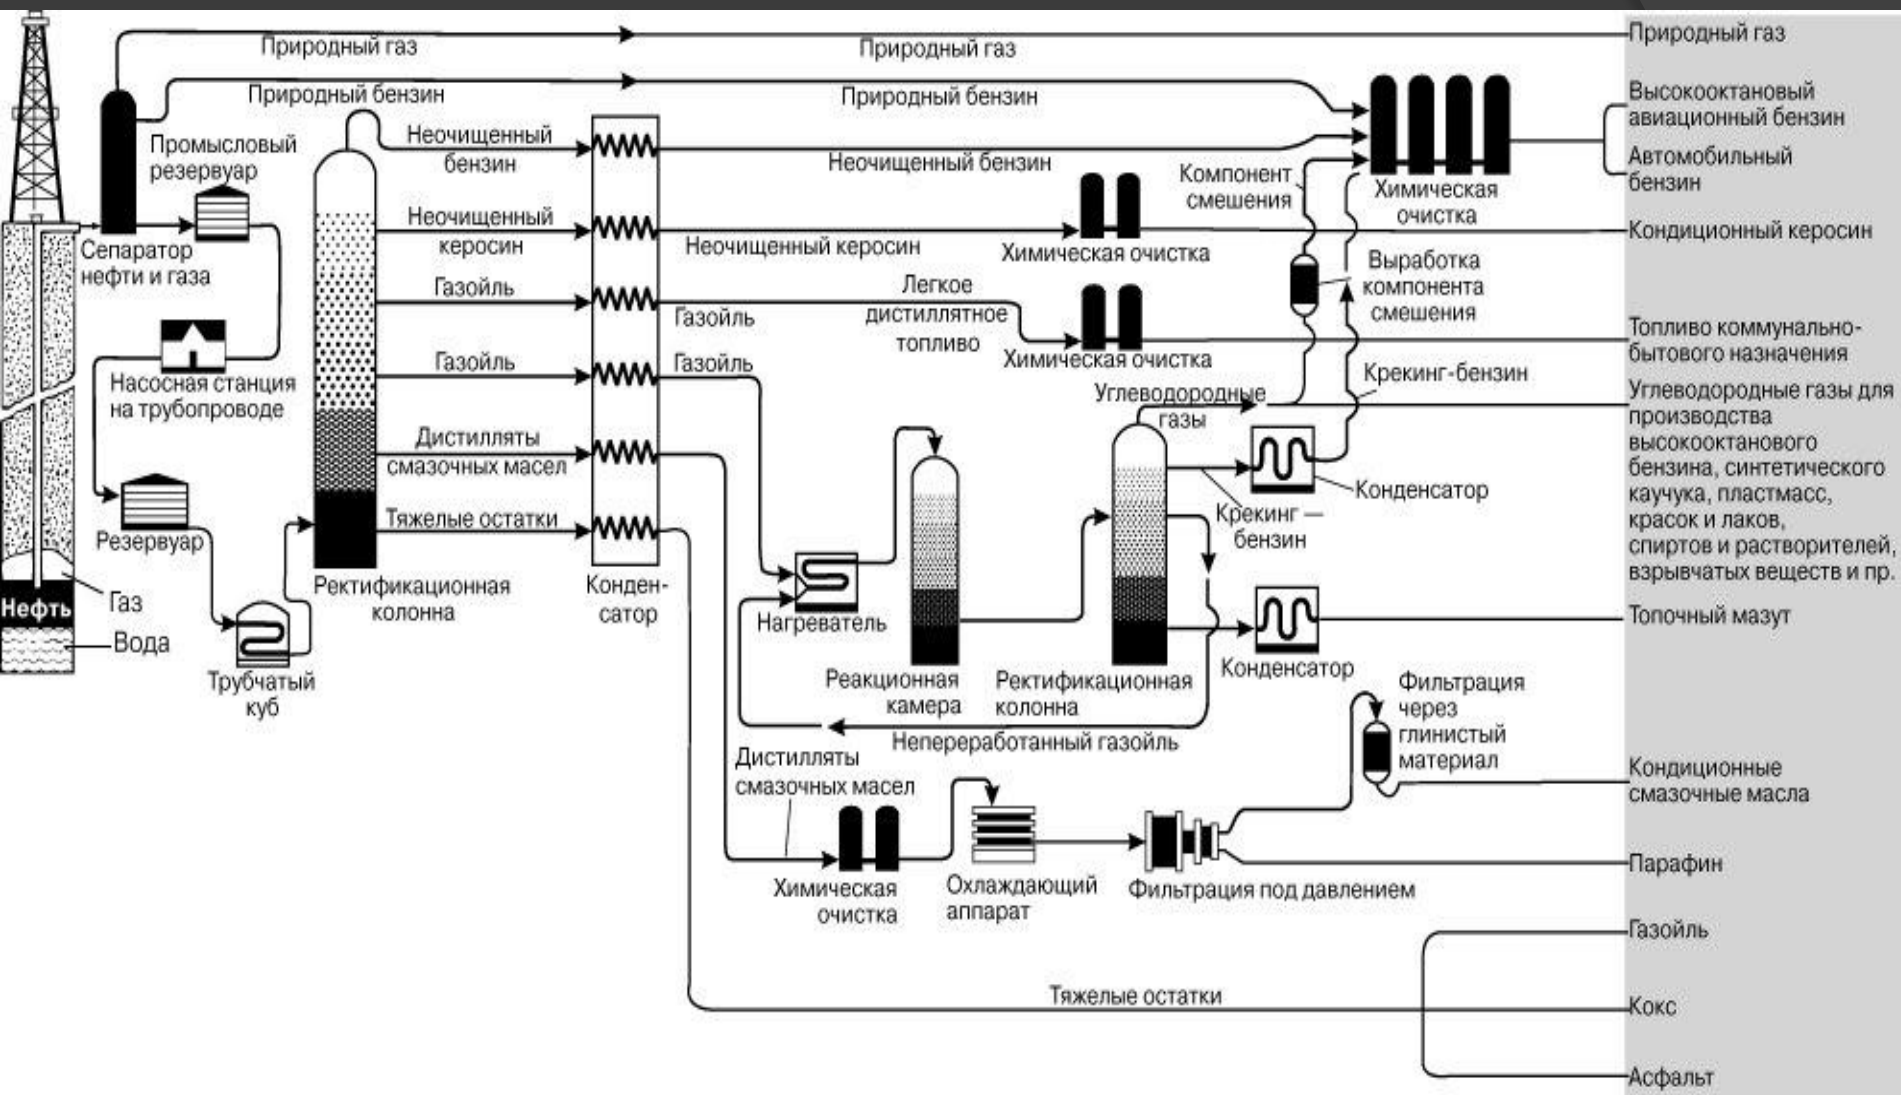 Природный газ
Природный газ
Природный газ
Природный бензин
Природный бензин
Высокооктановый
авиационный бензин
Автомобильный
бензин
Промысловый
резервуар
Неочищенный
бензин
Неочищенный бензин
Компонент
смешения
Химическая
очистка
Сепаратор
нефти и газа
Неочищенный
керосин
Неочищенный керосин
Химическая очистка
Кондиционный керосин
Выработка
компонента
смешения
Газойль
Газойль
Легкое
дистиллятное
топливо
Химическая очистка
Топливо коммунально-
бытового назначения
Насосная станция
на трубопроводе
Газойль
Газойль
Углеводородные
газы
Крекинг-бензин
Углеводородные газы для
производства
высокооктанового
бензина, синтетического
каучука, пластмасс,
красок и лаков,
спиртов и растворителей,
взрывчатых веществ и пр.
Дистилляты
смазочных масел
Конденсатор
Крекинг —
бензин
Резервуар
Тяжелые остатки
Ректификационная
колонна
Конден-
сатор
Нагреватель
Нефть
Газ
Вода
Трубчатый
куб
Реакционная
камера
Ректификационная
колонна
Конденсатор
Топочный мазут
Непереработанный газойль
Фильтрация
через
глинистый
материал
Дистилляты
смазочных масел
Кондиционные
смазочные масла
Химическая
очистка
Охлаждающий
аппарат
Фильтрация под давлением
Парафин
Газойль
Тяжелые остатки
Кокс
Асфальт